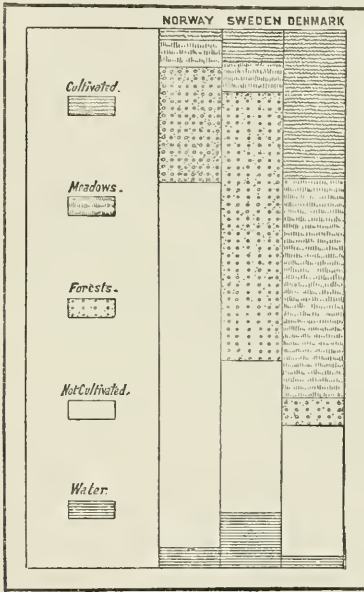 NORWAY SWEDEN DENMARK
Cultivated.
Meadows.
Forests.
Not Cultivated.
Water.